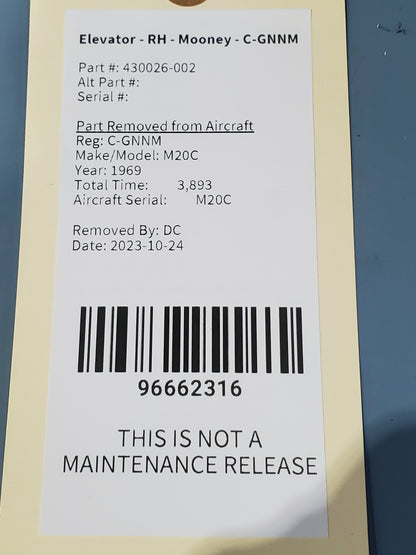 Elevator - RH - Mooney - C-GNNM
Part #: 430026-002
Alt Part #:
Serial #:
Part Removed from Aircraft
Reg: C-GNNM
Make/Model: M20C
Year: 1969
Total Time: 3,893
Aircraft Serial: M20C
Removed By: DC
Date: 2023-10-24
96662316
THIS IS NOT A
MAINTENANCE RELEASE